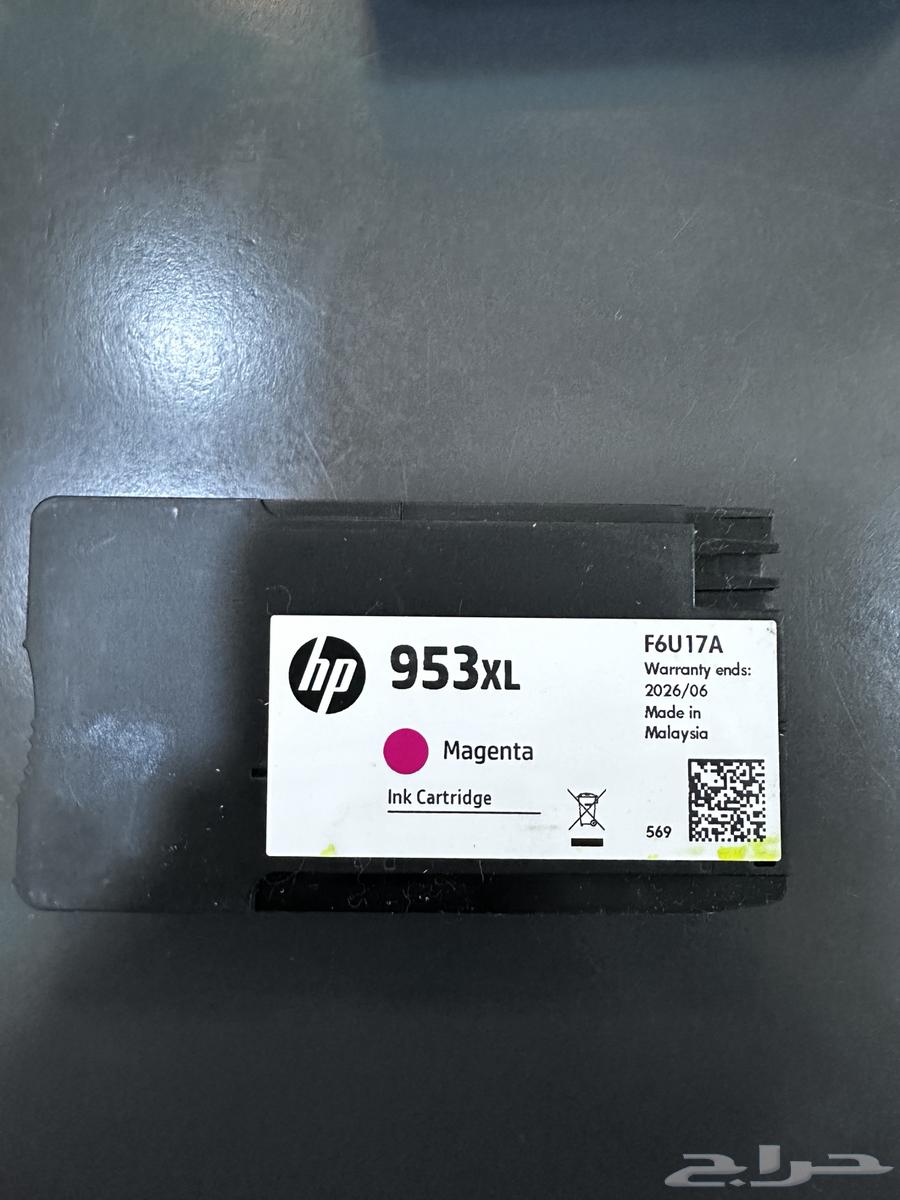 hp
953XL
Magenta
Ink Cartridge
F6U17A
Warranty ends:
2026/06
Made in
Malaysia
569
حراج